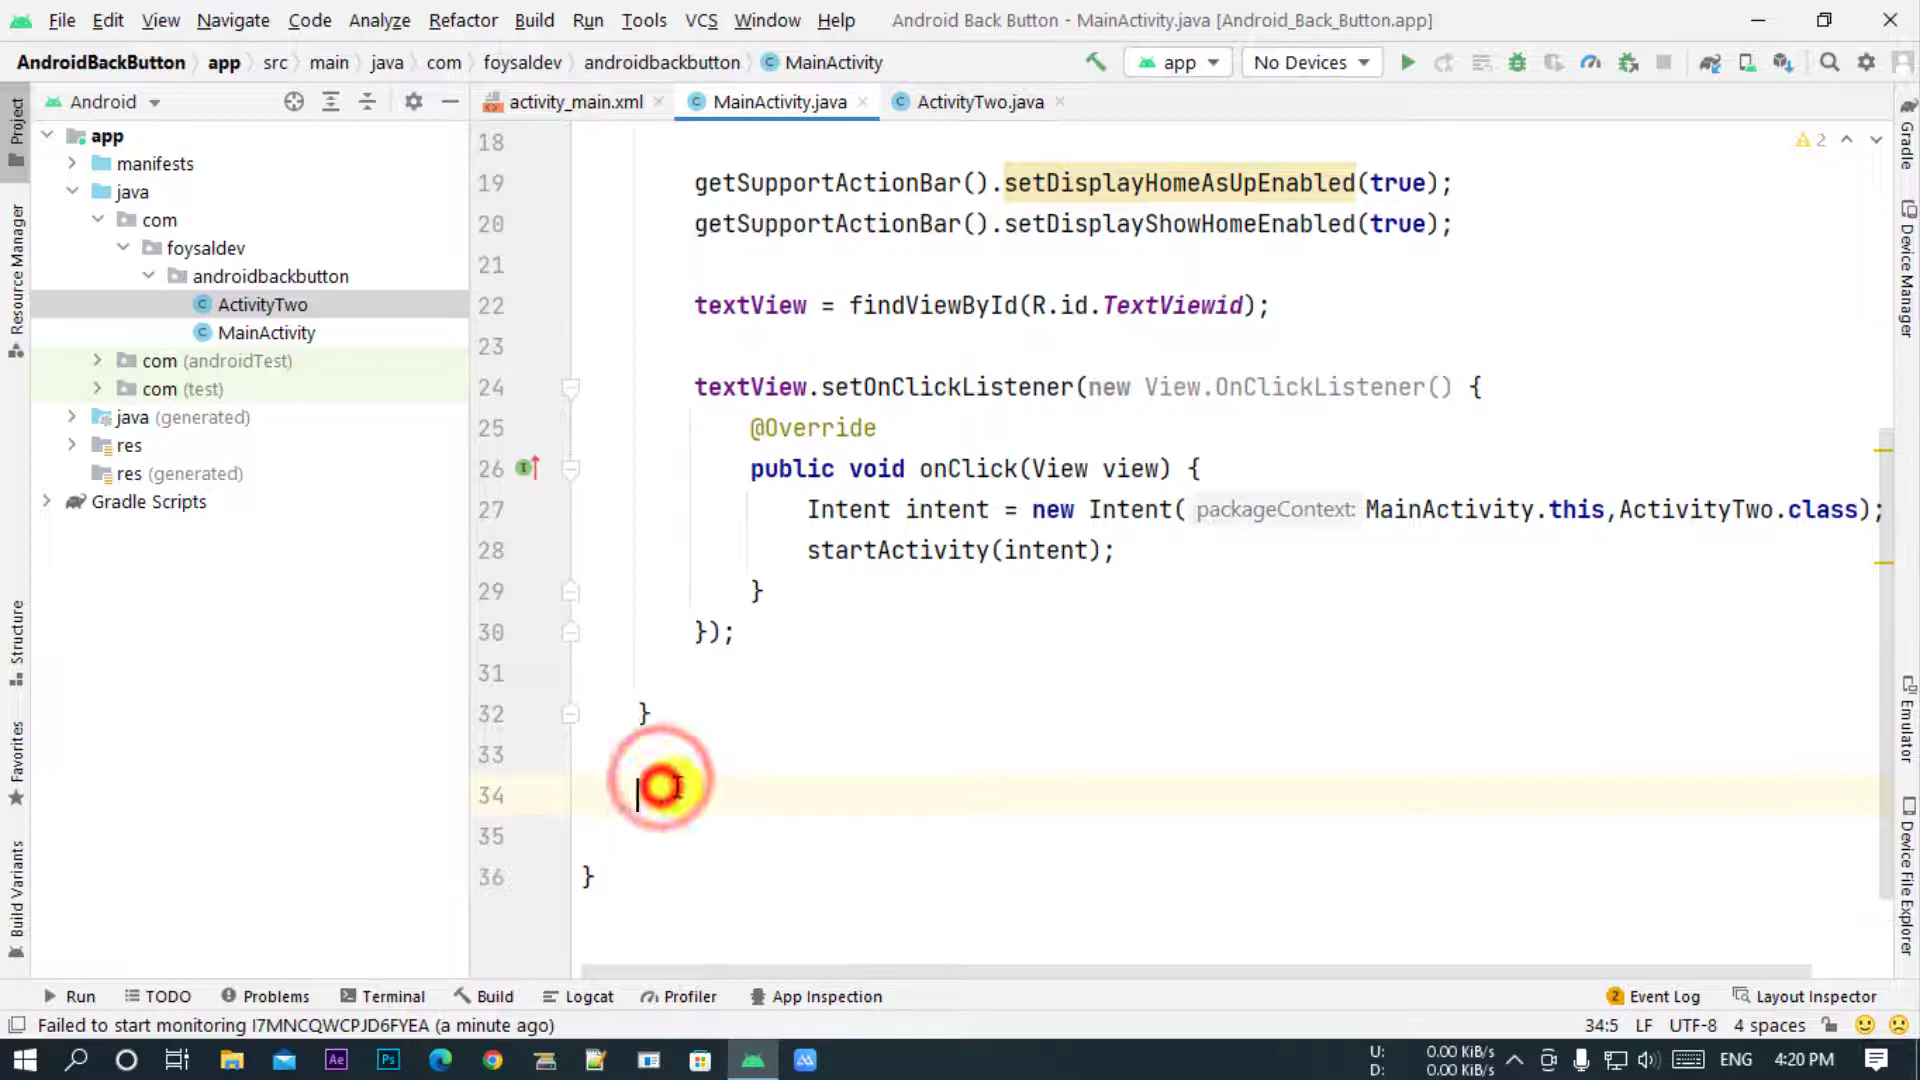 File Edit View Navigate Code Analyze Refactor Build Run Tools VCS Window Help Android Back Button - MainActivity.java [Android_Back_Button.app]
AndroidBackButton app src main java com foysaldev androidbackbutton MainActivity app No Devices
Android activity_main.xml MainActivity.java ActivityTwo.java
app
manifests
java
com
foysaldev
androidbackbutton
ActivityTwo
MainActivity
com (androidTest)
com (test)
java (generated)
res
res (generated)
Gradle Scripts
Project
Resource Manager
Structure
Favorites
Build Variants
2
18
19 getSupportActionBar().setDisplayHomeAsUpEnabled(true);
20 getSupportActionBar().setDisplayShowHomeEnabled(true);
21
22 textView = findViewById(R.id.TextViewid);
23
24 textView.setOnClickListener(new View.OnClickListener() {
25 @Override
26 public void onClick(View view) {
27 Intent intent = new Intent( packageContext: MainActivity.this,ActivityTwo.class);
28 startActivity(intent);
29 }
30 });
31
32 }
33
34
35
36 }
Gradle
Device Manager
Emulator
Device File Explorer
Run TODO Problems Terminal Build Logcat Profiler App Inspection 2 Event Log Layout Inspector
Failed to start monitoring I7MNCQWCPJD6FYEA (a minute ago) 34:5 LF UTF-8 4 spaces
Ae Ps U: 0.00 KiB/s ENG 4:20 PM
D: 0.00 KiB/s